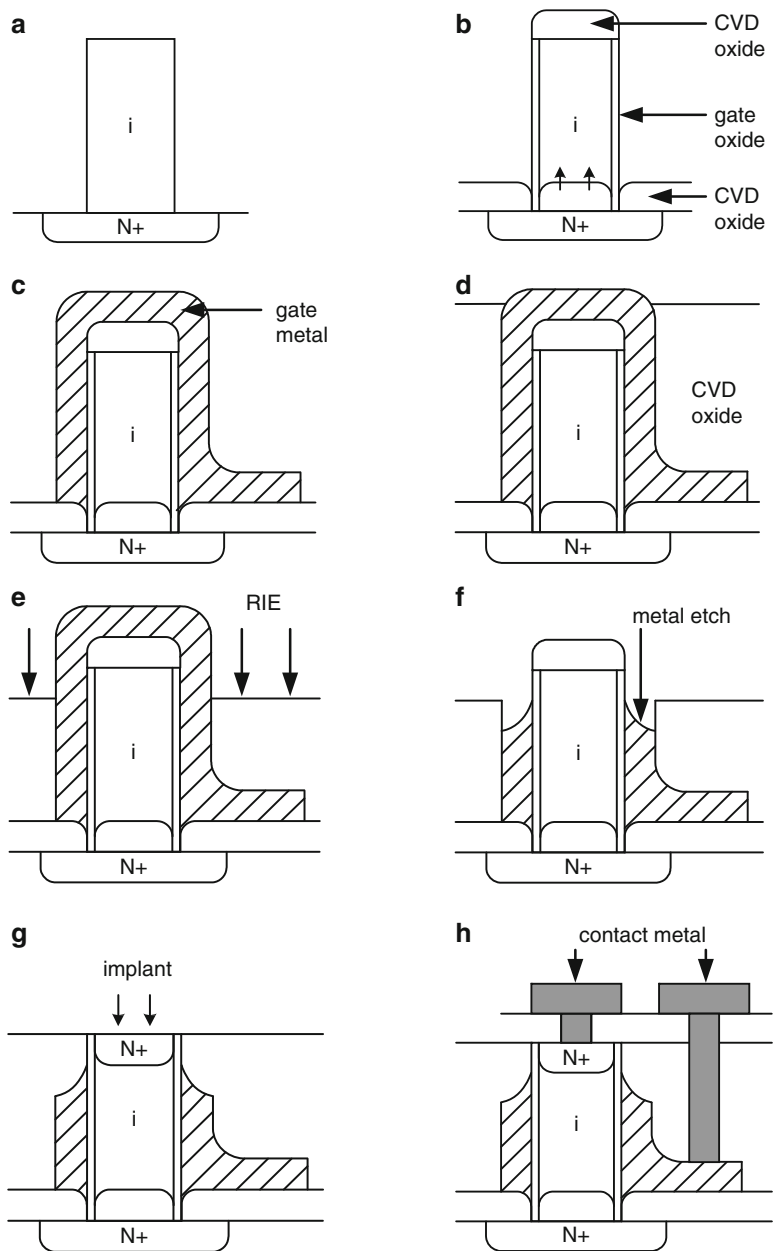 a
i
N+
b
CVD
oxide
i
gate
oxide
CVD
oxide
N+
c
gate
metal
i
N+
d
CVD
oxide
i
N+
e
RIE
i
N+
f
metal etch
i
N+
g
implant
N+
i
N+
h
contact metal
N+
i
N+